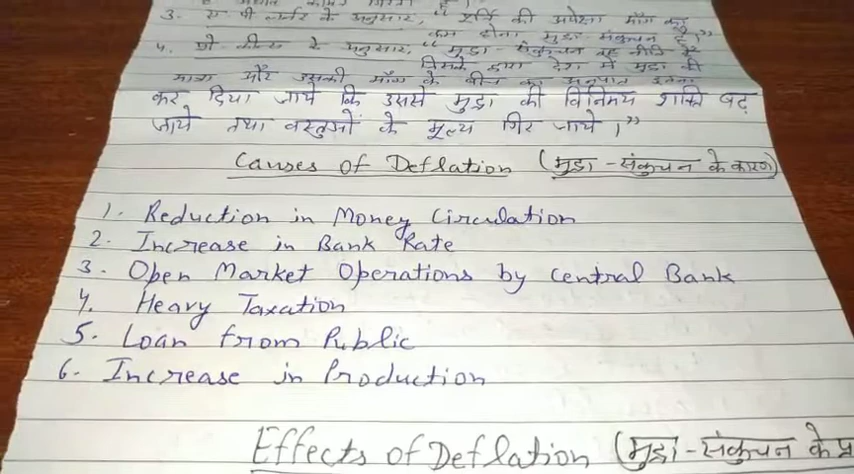 3. के अनुसार, "पूर्ति की अपेक्षा माँग का
कम होना मुद्रा-संकुचन है।"
4. प्रो. कीन्स के अनुसार, "मुद्रा-संकुचन वह नीति है
जिसके द्वारा देश में मुद्रा की
मात्रा और उसकी माँग के बीच का अनुपात इतना
कर दिया जाये कि उससे मुद्रा की विनिमय शक्ति बढ़
जाये तथा वस्तुओं के मूल्य गिर जाये।"
Causes of Deflation (मुद्रा-संकुचन के कारण)
1. Reduction in Money Circulation
2. Increase in Bank Rate
3. Open Market Operations by Central Bank
4. Heavy Taxation
5. Loan from Public
6. Increase in Production
Effects of Deflation (मुद्रा-संकुचन के प्र